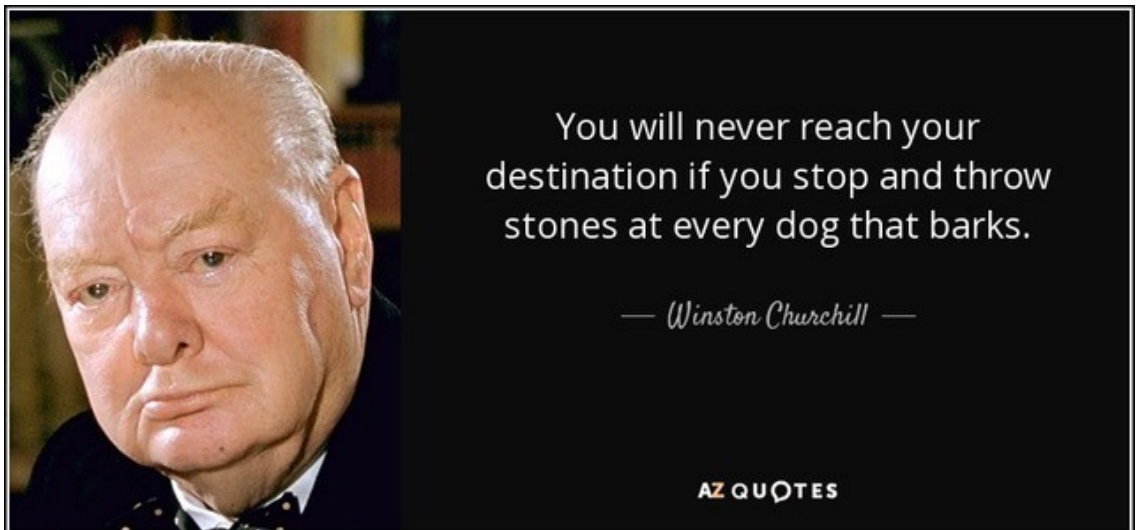 You will never reach your
destination if you stop and throw
stones at every dog that barks.
— Winston Churchill —
AZ QUOTES